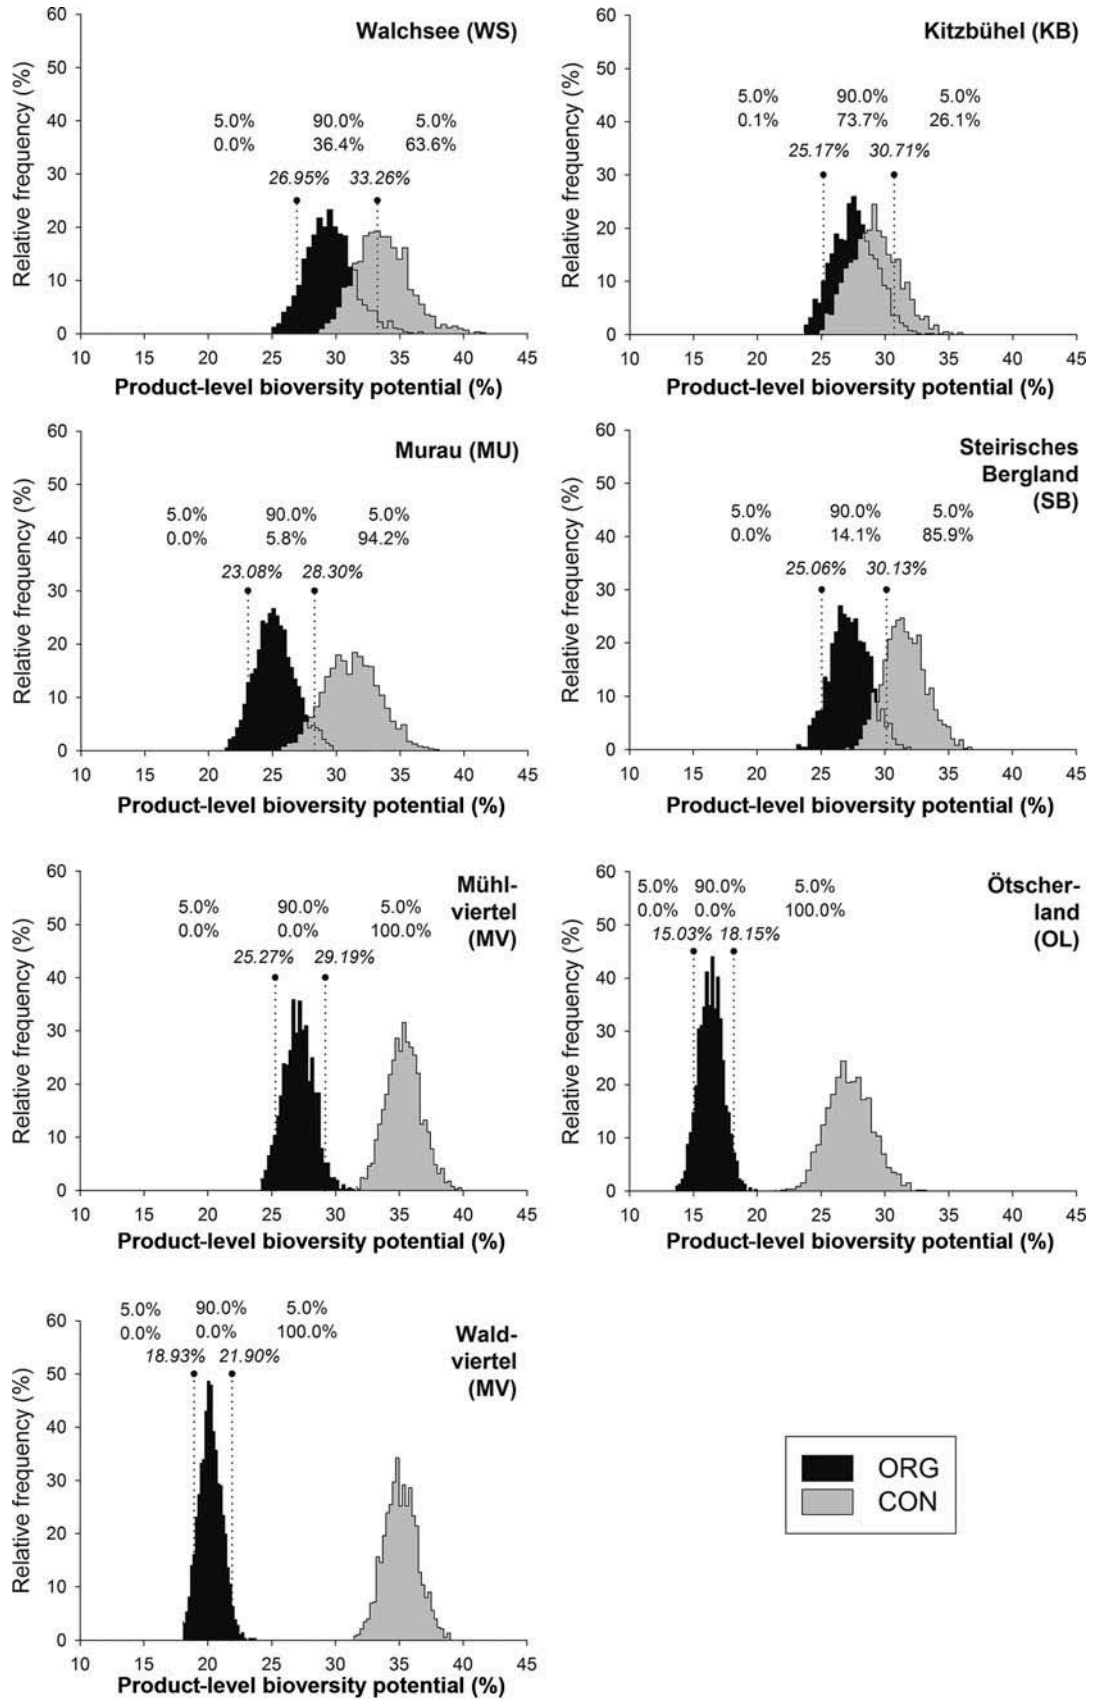 60
Walchsee (WS)
50
40
5.0% 90.0% 5.0%
0.0% 36.4% 63.6%
30
26.95% 33.26%
20
10
0
Relative frequency (%)
10 15 20 25 30 35 40 45
Product-level bioversity potential (%)
60
Kitzbühel (KB)
50
5.0% 90.0% 5.0%
40
0.1% 73.7% 26.1%
25.17% 30.71%
30
20
10
0
Relative frequency (%)
10 15 20 25 30 35 40 45
Product-level bioversity potential (%)
60
Murau (MU)
50
5.0% 90.0% 5.0%
40
0.0% 5.8% 94.2%
23.08% 28.30%
30
20
10
0
Relative frequency (%)
10 15 20 25 30 35 40 45
Product-level bioversity potential (%)
60
Steirisches
Bergland
(SB)
50
5.0% 90.0% 5.0%
40
0.0% 14.1% 85.9%
25.06% 30.13%
30
20
10
0
Relative frequency (%)
10 15 20 25 30 35 40 45
Product-level bioversity potential (%)
60
Mühl-
viertel
(MV)
50
5.0% 90.0% 5.0%
0.0% 0.0% 100.0%
25.27% 29.19%
40
30
20
10
0
Relative frequency (%)
10 15 20 25 30 35 40 45
Product-level bioversity potential (%)
60
Ötscher-
land
(OL)
5.0% 90.0% 5.0%
0.0% 0.0% 100.0%
50
15.03% 18.15%
40
30
20
10
0
Relative frequency (%)
10 15 20 25 30 35 40 45
Product-level bioversity potential (%)
60
Wald-
viertel
(MV)
5.0% 90.0% 5.0%
0.0% 0.0% 100.0%
18.93% 21.90%
50
40
30
20
10
0
Relative frequency (%)
10 15 20 25 30 35 40 45
Product-level bioversity potential (%)
ORG
CON